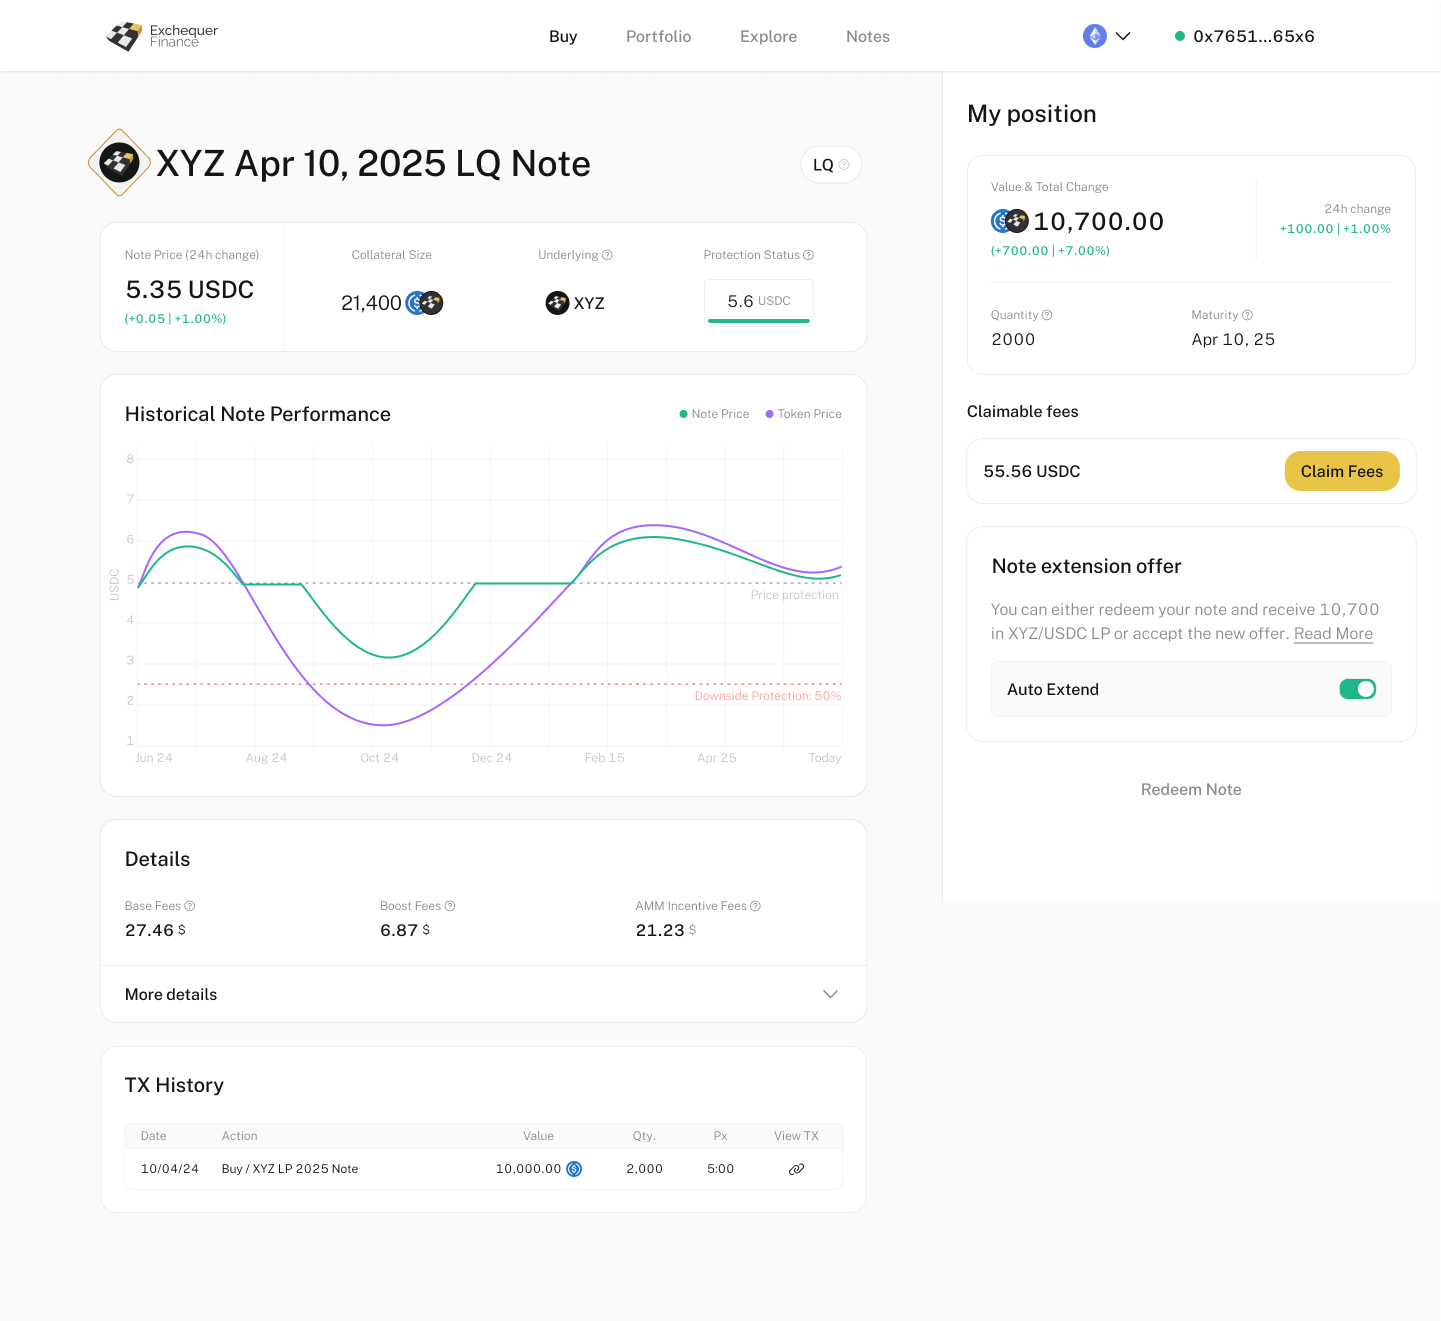 Exchequer
Finance
Buy
Portfolio
Explore
Notes
0x7651...65x6
XYZ Apr 10, 2025 LQ Note
LQ
Note Price (24h change)
5.35 USDC
(+0.05 | +1.00%)
Collateral Size
21,400
Underlying
XYZ
Protection Status
5.6 USDC
Historical Note Performance
Note Price
Token Price
8
7
6
5
4
3
2
1
USDC
Price protection
Downside Protection: 50%
Jun 24
Aug 24
Oct 24
Dec 24
Feb 15
Apr 25
Today
Details
Base Fees
27.46 $
Boost Fees
6.87 $
AMM Incentive Fees
21.23 $
More details
TX History
Date Action Value Qty. Px View TX
10/04/24 Buy / XYZ LP 2025 Note 10,000.00 2,000 5:00
My position
Value & Total Change
10,700.00
(+700.00 | +7.00%)
24h change
+100.00 | +1.00%
Quantity
2000
Maturity
Apr 10, 25
Claimable fees
55.56 USDC
Claim Fees
Note extension offer
You can either redeem your note and receive 10,700
in XYZ/USDC LP or accept the new offer. Read More
Auto Extend
Redeem Note